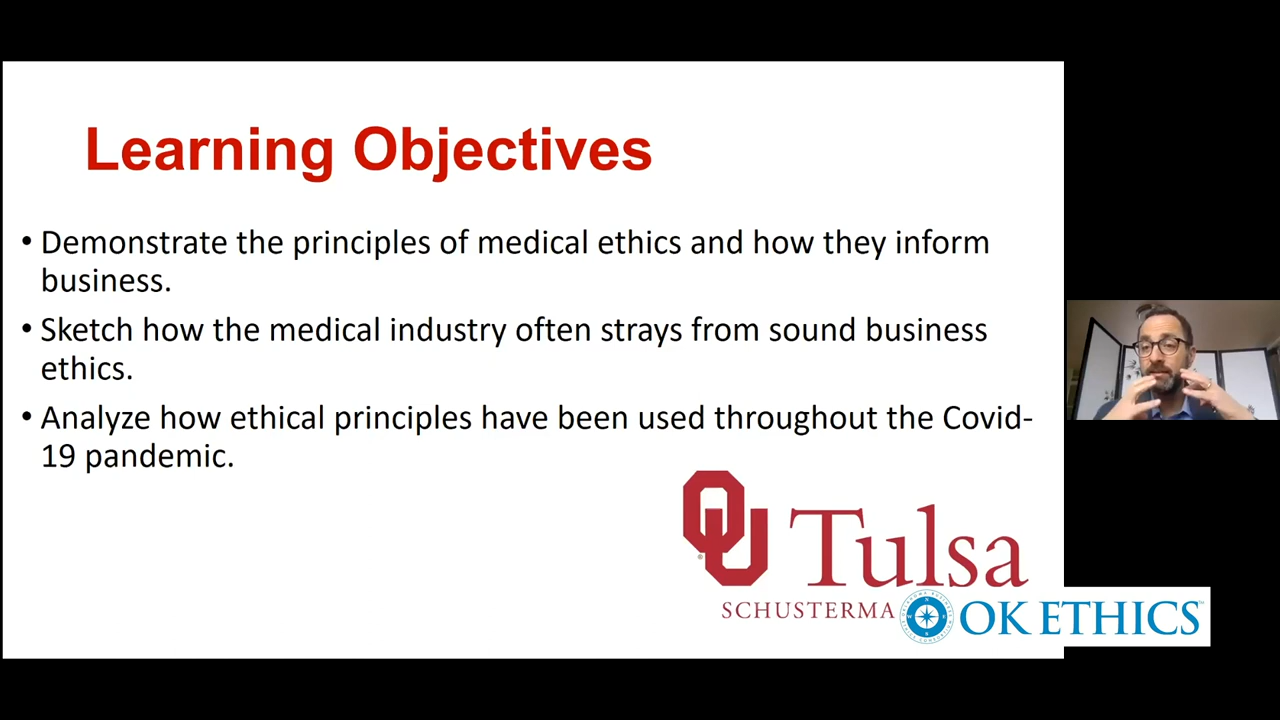 Learning Objectives
• Demonstrate the principles of medical ethics and how they inform
business.
• Sketch how the medical industry often strays from sound business
ethics.
• Analyze how ethical principles have been used throughout the Covid-
19 pandemic.
OU Tulsa
SCHUSTERMA
OK ETHICS